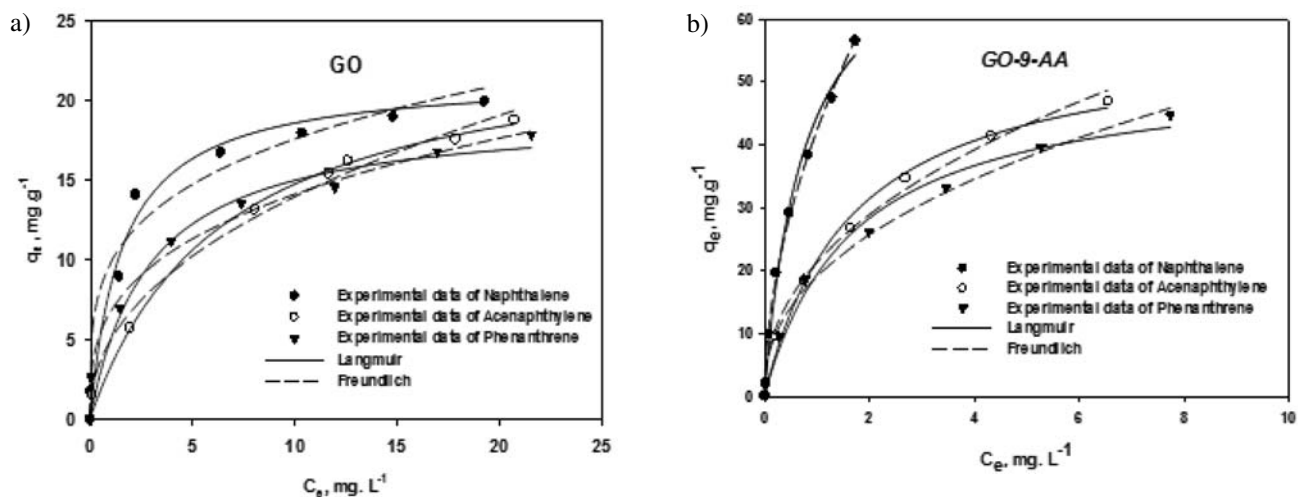 a)
GO
25
20
15
10
5
0
q_t, mg.g⁻¹
Experimental data of Naphthalene
Experimental data of Acenaphthylene
Experimental data of Phenanthrene
Langmuir
Freundlich
0 5 10 15 20 25
C_e, mg. L⁻¹
b)
GO-9-AA
60
50
40
30
20
10
0
q_e, mg.g⁻¹
Experimental data of Naphthalene
Experimental data of Acenaphthylene
Experimental data of Phenanthrene
Langmuir
Freundlich
0 2 4 6 8 10
C_e, mg. L⁻¹